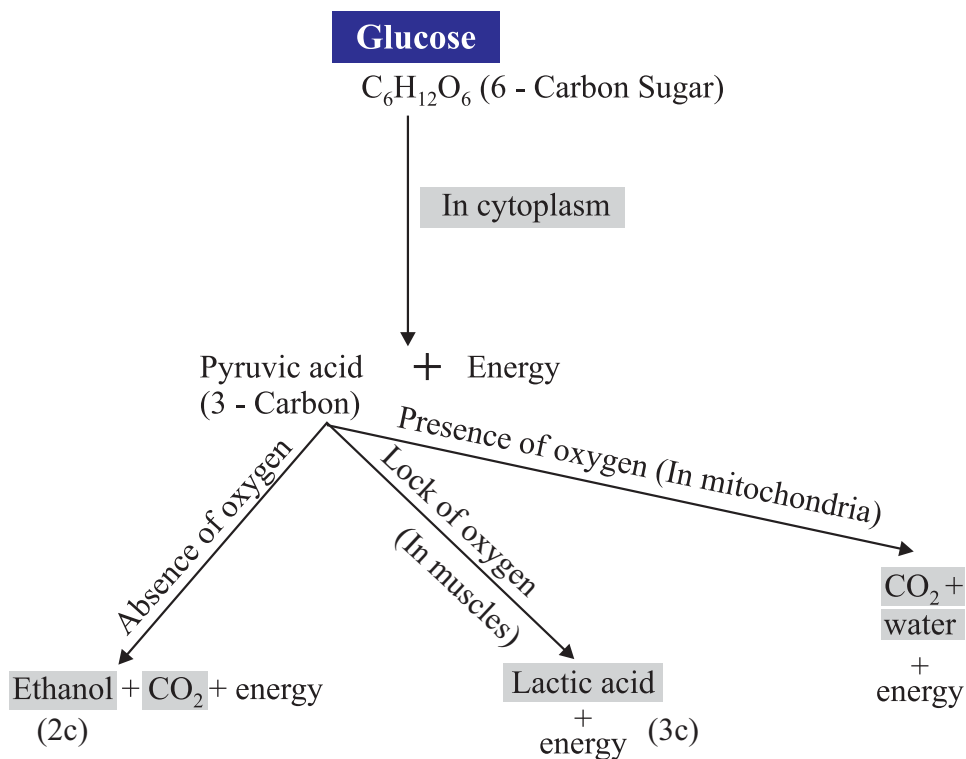 Glucose
C₆H₁₂O₆ (6 - Carbon Sugar)
In cytoplasm
Pyruvic acid + Energy
(3 - Carbon)
Absence of oxygen
Lock of oxygen
(In muscles)
Presence of oxygen (In mitochondria)
Ethanol + CO₂ + energy
(2c)
Lactic acid
+
energy (3c)
CO₂ +
water
+
energy